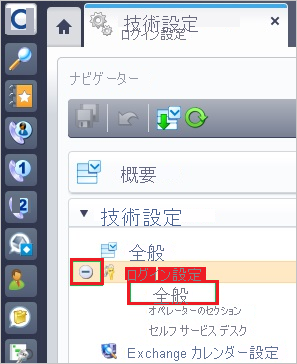 技術設定
ログイン設定
ナビゲーター
概要
技術設定
全般
ログイン設定
全般
オペレーターのセクション
セルフ サービス デスク
Exchange カレンダー設定